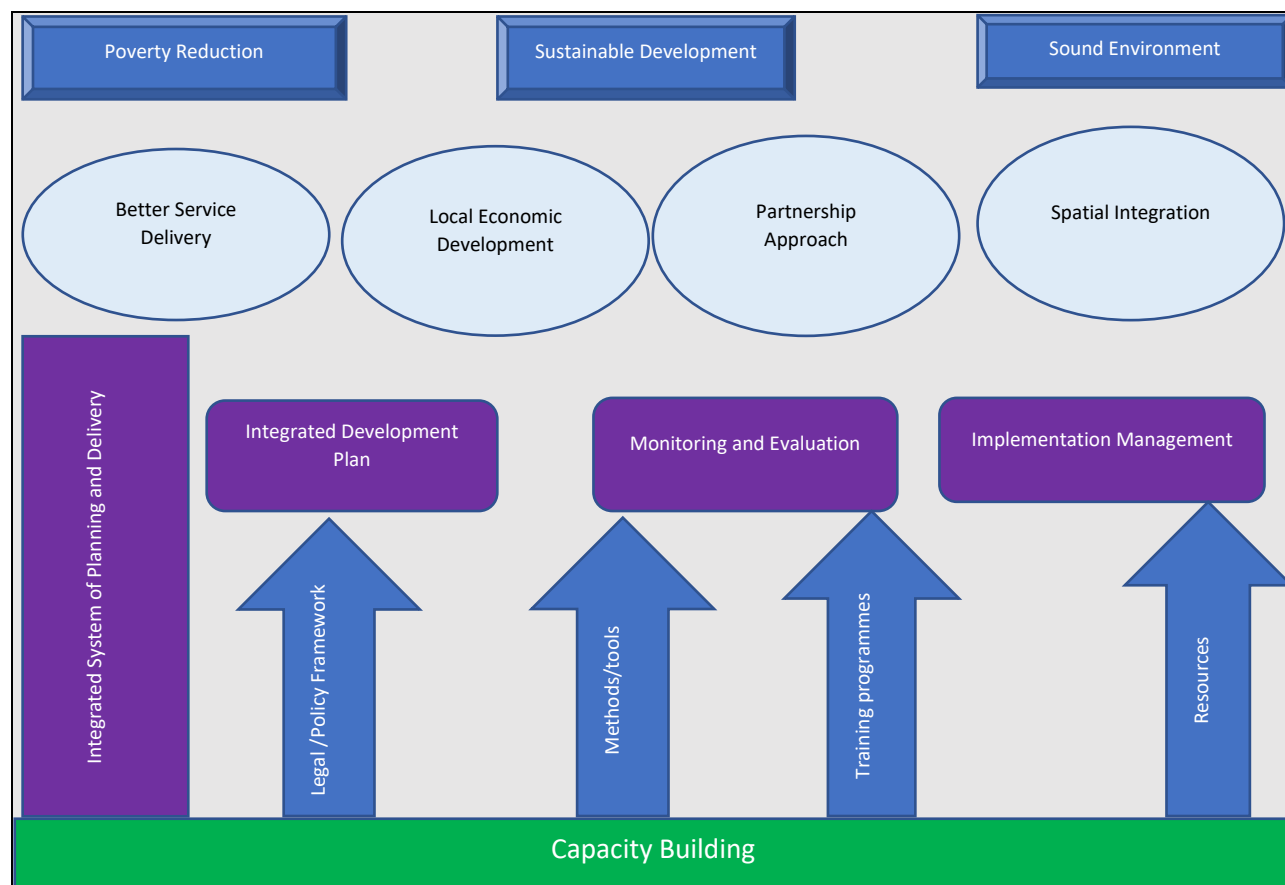 Poverty Reduction
Sustainable Development
Sound Environment
Better Service
Delivery
Local Economic
Development
Partnership
Approach
Spatial Integration
Integrated System of Planning and Delivery
Integrated Development
Plan
Monitoring and Evaluation
Implementation Management
Legal /Policy Framework
Methods/tools
Training programmes
Resources
Capacity Building